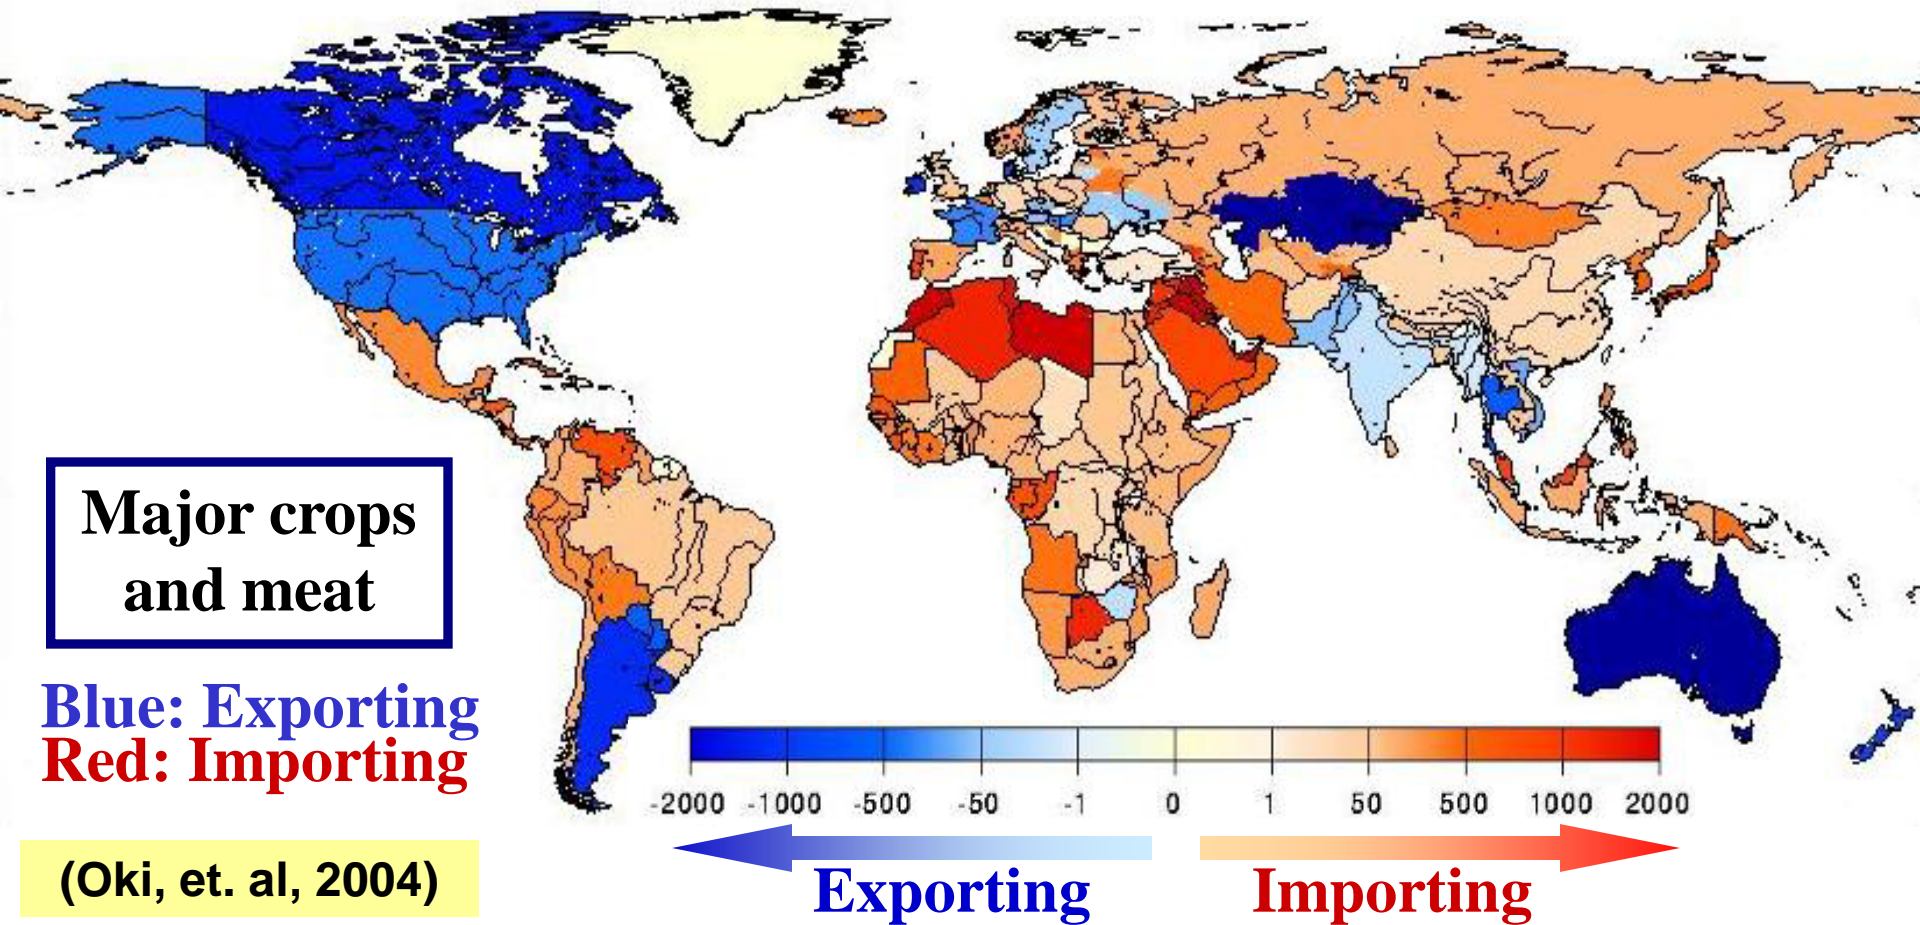 Major crops
and meat
Blue: Exporting
Red: Importing
(Oki, et. al, 2004)
-2000 -1000 -500 -50 -1 0 1 50 500 1000 2000
Exporting Importing